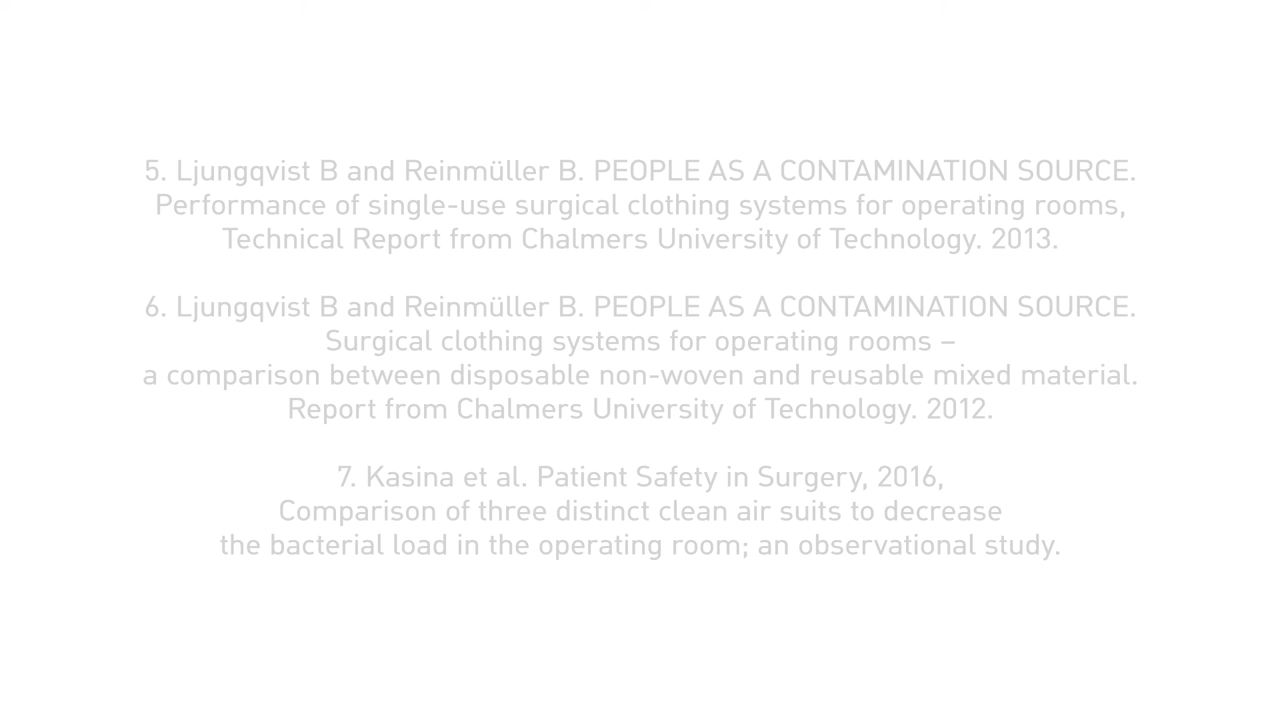 5. Ljungqvist B and Reinmüller B. PEOPLE AS A CONTAMINATION SOURCE.
Performance of single-use surgical clothing systems for operating rooms,
Technical Report from Chalmers University of Technology. 2013.
6. Ljungqvist B and Reinmüller B. PEOPLE AS A CONTAMINATION SOURCE.
Surgical clothing systems for operating rooms –
a comparison between disposable non-woven and reusable mixed material.
Report from Chalmers University of Technology. 2012.
7. Kasina et al. Patient Safety in Surgery, 2016,
Comparison of three distinct clean air suits to decrease
the bacterial load in the operating room; an observational study.